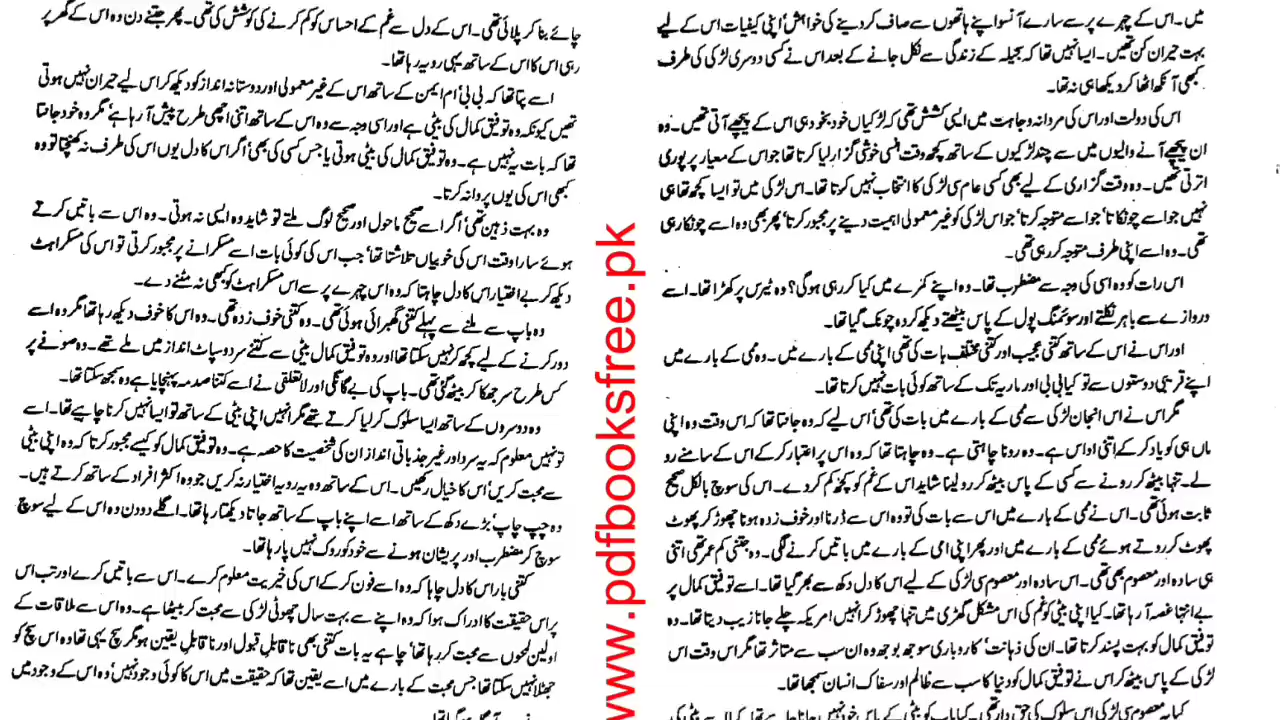 میں۔ اس کے چہرے پر سے سارے آنسو اپنے ہاتھوں سے صاف کر دینے کی خواہش‘ اپنی کیفیات اس کے لیے
بہت حیران کن تھیں۔ ایسا نہیں تھا کہ جمیلہ کے زندگی سے نکل جانے کے بعد اس نے کسی دوسری لڑکی کی طرف
کبھی آنکھ اٹھا کر دیکھا ہی نہ تھا۔
اس کی دولت اور اس کی مردانہ وجاہت میں ایسی کشش تھی کہ لڑکیاں خود بخود ہی اس کے پیچھے آتی تھیں۔ وہ
ان پیچھے آنے والیوں میں سے چند لڑکیوں کے ساتھ کچھ وقت ہنسی خوشی گزار لیا کرتا تھا جو اس کے معیار پر پوری
اترتی تھیں۔ وہ وقت گزاری کے لیے بھی کسی عام سی لڑکی کا انتخاب نہیں کرتا تھا۔ اس لڑکی میں تو ایسا کچھ تھا ہی
نہیں جو اسے چونکاتا‘ جو اسے متوجہ کرتا‘ جو اس لڑکی کو غیر معمولی اہمیت دینے پر مجبور کرتا‘ پھر بھی وہ اسے چونکا رہی
تھی۔ وہ اسے اپنی طرف متوجہ کر رہی تھی۔
اس رات کو وہ اسی کی وجہ سے مضطرب تھا۔ وہ اپنے کمرے میں کیا کر رہی ہو گی؟ وہ ٹیرس پر کھڑا تھا۔ اسے
دروازے سے باہر نکلتے اور سوئمنگ پول کے پاس بیٹھتے دیکھ کر وہ چونک گیا تھا۔
اور اس نے اس کے ساتھ کتنی عجیب اور کتنی مختلف بات کی تھی اپنی ممی کے بارے میں۔ وہ ممی کے بارے میں
اپنے قریبی دوستوں سے تو کیا بی بی اور ماریہ تک کے ساتھ کوئی بات نہیں کرتا تھا۔
مگر اس نے اس انجان لڑکی سے ممی کے بارے میں بات کی تھی‘ اس لیے کہ وہ جانتا تھا کہ اس وقت وہ اپنی
ماں ہی کو یاد کر کے اتنی اداس ہے۔ وہ رونا چاہتی ہے۔ وہ چاہتا تھا کہ وہ اس پر اعتبار کر کے اس کے سامنے رو
لے۔ تنہا بیٹھ کر رونے سے کسی کے پاس بیٹھ کر رو لینا شاید اس کے غم کو کچھ کم کر دے۔ اس کی سوچ بالکل صحیح
ثابت ہوئی تھی۔ اس نے ممی کے بارے میں اس سے بات کی تو وہ اس سے ڈرنا اور خوف زدہ ہونا چھوڑ کر پھوٹ
پھوٹ کر روتے ہوئے ممی کے بارے میں اور پھر اپنی امی کے بارے میں باتیں کرنے لگی۔ وہ جتنی کم عمر تھی اتنی
ہی سادہ اور معصوم بھی تھی۔ اس سادہ اور معصوم سی لڑکی کے لیے اس کا دل دکھ سے بھر گیا تھا۔ اسے توفیق کمال پر
بے انتہا غصہ آ رہا تھا۔ کیا اپنی بیٹی کو غم کی اس مشکل گھڑی میں تنہا چھوڑ کر انہیں امریکہ چلے جانا زیب دیتا تھا۔ وہ
توفیق کمال کو بہت پسند کرتا تھا۔ ان کی ذہانت‘ کاروباری سوجھ بوجھ وہ ان سب سے متاثر تھا مگر اس وقت اس
لڑکی کے پاس بیٹھ کر اس نے توفیق کمال کو دنیا کا سب سے ظالم اور سفاک انسان سمجھا تھا۔
کیا یہ معصوم سی لڑکی اس سلوک کی حق دار تھی۔ کیا باپ کو بیٹی کے پاس خود نہیں جانا چاہیے تھا
چائے بنا کر پلائی تھی۔ اس کے دل سے غم کے احساس کو کم کرنے کی کوشش کی تھی۔ پھر جتنے دن وہ اس کے گھر پر
رہی اس کا اس کے ساتھ یہی رویہ رہا تھا۔
اسے پتا تھا کہ بی بی‘ ام ایمن کے ساتھ اس کے غیر معمولی اور دوستانہ انداز کو دیکھ کر اس لیے حیران نہیں ہوتی
تھیں کیونکہ وہ توفیق کمال کی بیٹی ہے اور اسی وجہ سے وہ اس کے ساتھ اتنی اچھی طرح پیش آ رہا ہے‘ مگر وہ خود جانتا
تھا کہ بات یہ نہیں ہے۔ وہ توفیق کمال کی بیٹی ہوتی یا جس کسی کی بھی‘ اگر اس کا دل یوں اس کی طرف نہ کھنچتا تو وہ
کبھی اس کی یوں پروا نہ کرتا۔
وہ بہت ذہین تھی‘ اگر اسے صحیح ماحول اور صحیح لوگ ملتے تو شاید وہ ایسی نہ ہوتی۔ وہ اس سے باتیں کرتے
ہوئے سارا وقت اس کی خوبیاں تلاشتا تھا‘ جب اس کی کوئی بات اسے مسکرانے پر مجبور کرتی تو اس کی مسکراہٹ
دیکھ کر بے اختیار اس کا دل چاہتا کہ وہ اس چہرے پر سے اس مسکراہٹ کو کبھی نہ مٹنے دے۔
وہ باپ سے ملنے سے پہلے کتنی گھبرائی ہوئی تھی۔ وہ کتنی خوف زدہ تھی۔ وہ اس کا خوف دیکھ رہا تھا مگر وہ اسے
دور کرنے کے لیے کچھ کر نہیں سکتا تھا اور وہ توفیق کمال بیٹی سے کتنے سرد و سپاٹ انداز میں ملے تھے۔ وہ صوفے پر
کس طرح سر جھکا کر بیٹھ گئی تھی۔ باپ کی بے گانگی اور لاتعلقی نے اسے کتنا صدمہ پہنچایا ہے وہ سمجھ سکتا تھا۔
وہ دوسروں کے ساتھ ایسا سلوک کر لیا کرتے تھے مگر انہیں اپنی بیٹی کے ساتھ تو ایسا نہیں کرنا چاہیے تھا۔ اسے
تو نہیں معلوم کہ یہ سرد اور غیر جذباتی انداز ان کی شخصیت کا حصہ ہے۔ وہ توفیق کمال کو کیسے مجبور کرتا کہ وہ اپنی بیٹی
سے محبت کریں‘ اس کا خیال رکھیں۔ اس کے ساتھ وہ یہ رویہ اختیار نہ کریں جو وہ اکثر افراد کے ساتھ کرتے ہیں۔
وہ چپ چاپ‘ بڑے دکھ کے ساتھ اسے اپنے باپ کے ساتھ جاتا دیکھتا رہا تھا۔ اگلے دو دن وہ اس کے لیے سوچ
سوچ کر مضطرب اور پریشان ہونے سے خود کو روک نہیں پا رہا تھا۔
کتنی بار اس کا دل چاہا کہ وہ اسے فون کر کے اس کی خیریت معلوم کرے۔ اس سے باتیں کرے اور تب اس
پر اس حقیقت کا ادراک ہوا کہ وہ اپنے سے بہت سال چھوٹی لڑکی سے محبت کر بیٹھا ہے۔ وہ اس سے ملاقات کے
اولین لمحوں سے محبت کر رہا تھا‘ چاہے یہ بات کتنی بھی ناقابل قبول اور ناقابل یقین ہو مگر سچ یہی تھا وہ اس سچ کو
جھٹلا نہیں سکتا تھا جس محبت کے بارے میں اسے یقین تھا کہ حقیقت میں اس کا کوئی وجود نہیں‘ وہ اس کے وجود میں
www.pdfbooksfree.pk